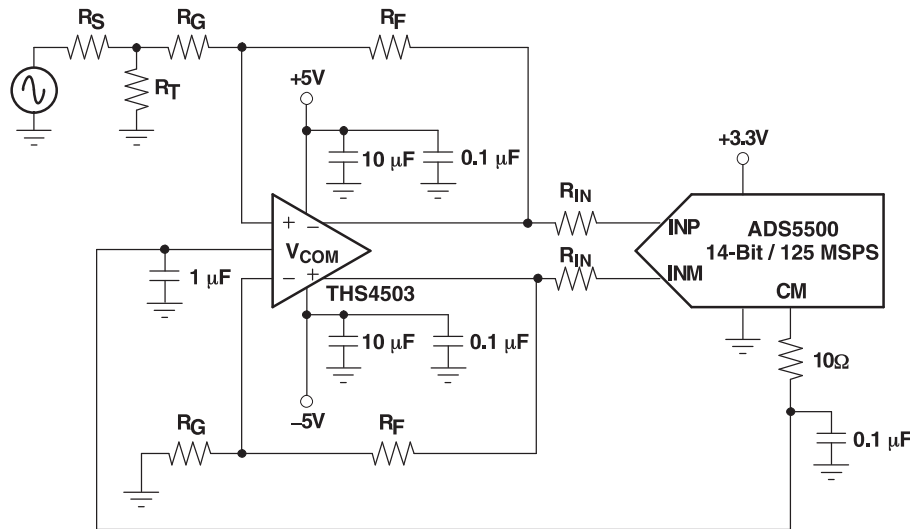 RS RG RF
RT
+5V
10 µF 0.1 µF
+3.3V
RIN
+ −
INP
ADS5500
14-Bit / 125 MSPS
VCOM
RIN
INM
1 µF
− +
THS4503
CM
10 µF 0.1 µF
10Ω
−5V
RG RF
0.1 µF